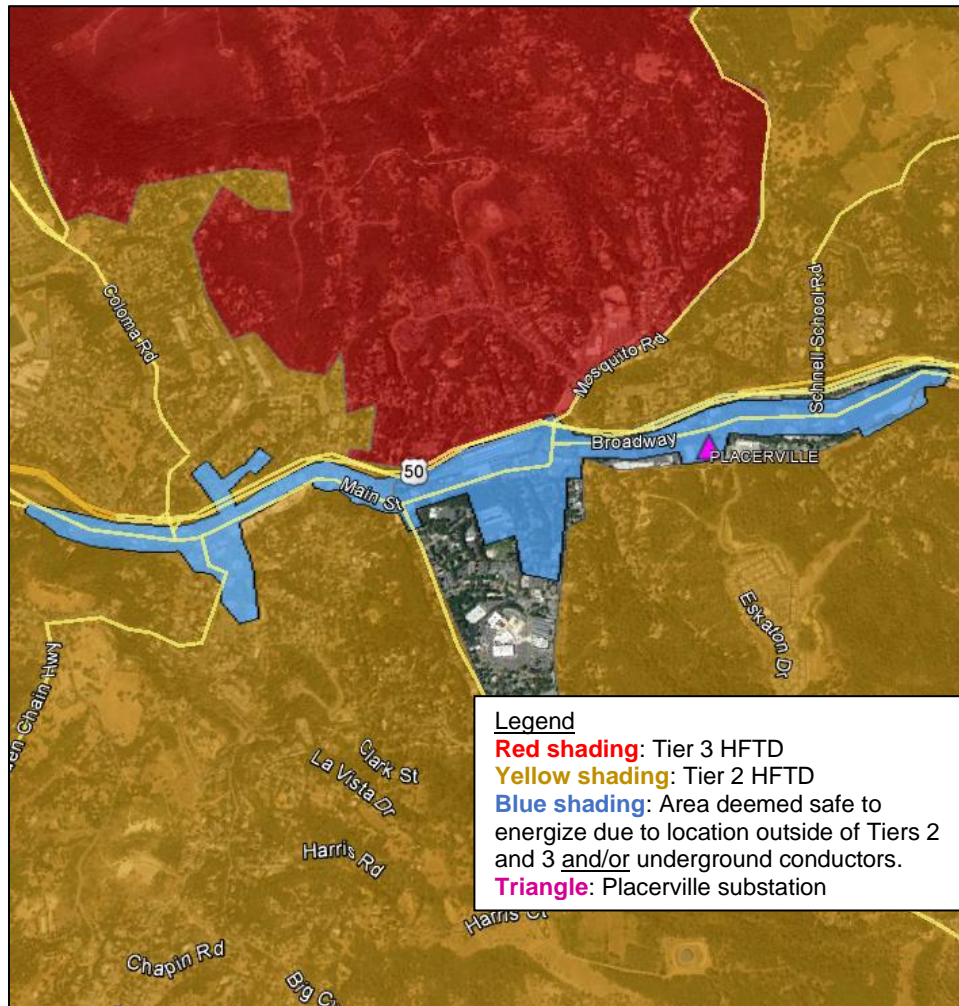 Coloma Rd
Mosquito Rd
Schnell School Rd
Broadway
PLACERVILLE
50
Main St
Eskaton Dr
Chain Hwy
Clark St
La Vista Dr
Harris Rd
Harris Ct
Chapin Rd
Big
Legend
Red shading: Tier 3 HFTD
Yellow shading: Tier 2 HFTD
Blue shading: Area deemed safe to
energize due to location outside of Tiers 2
and 3 and/or underground conductors.
Triangle: Placerville substation